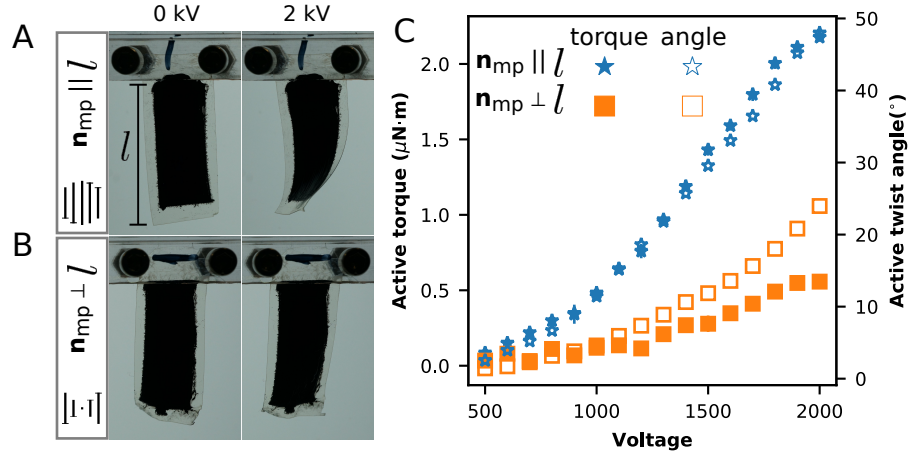 0 kV 2 kV
A
n_mp || l
l
B
n_mp ⊥ l
C
torque angle
n_mp || l
n_mp ⊥ l
Active torque (μN·m)
2.0
1.5
1.0
0.5
0.0
Active twist angle(°)
50
40
30
20
10
0
500 1000 1500 2000
Voltage